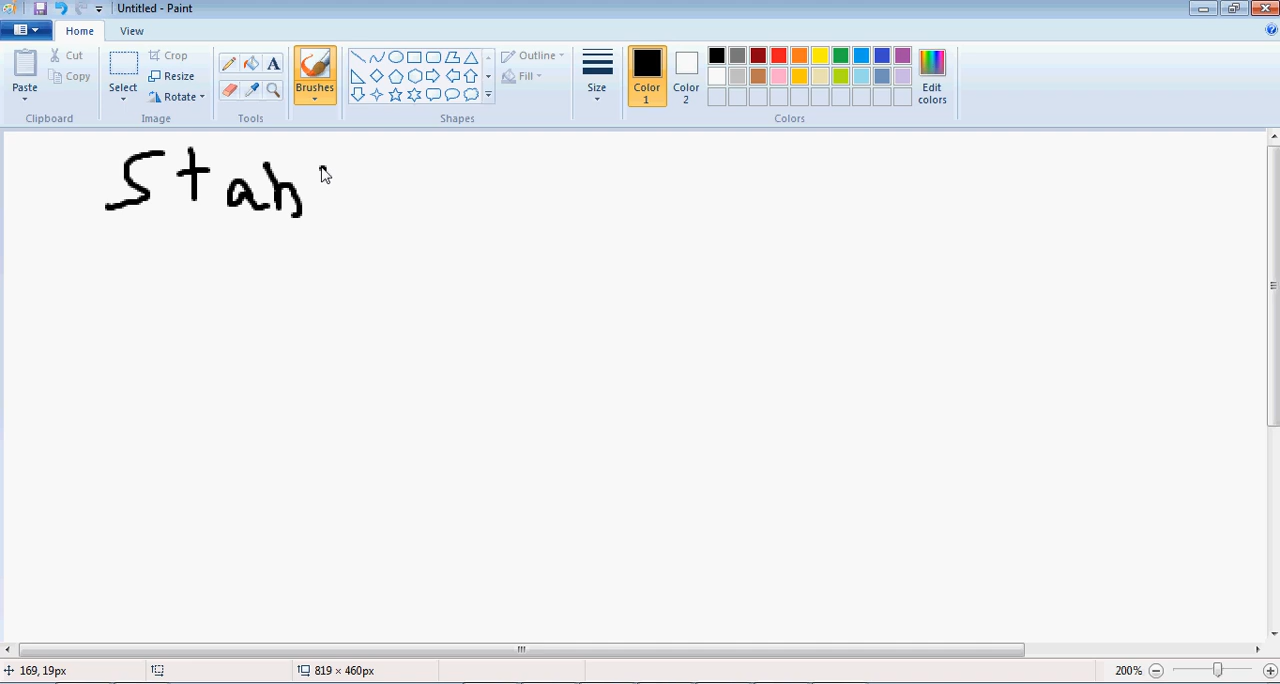 Untitled - Paint
Home
View
Paste
Cut
Copy
Clipboard
Select
Crop
Resize
Rotate
Image
Tools
Brushes
Shapes
Outline
Fill
Size
Color 1
Color 2
Edit colors
Colors
Stab
169, 19px
819 × 460px
200%